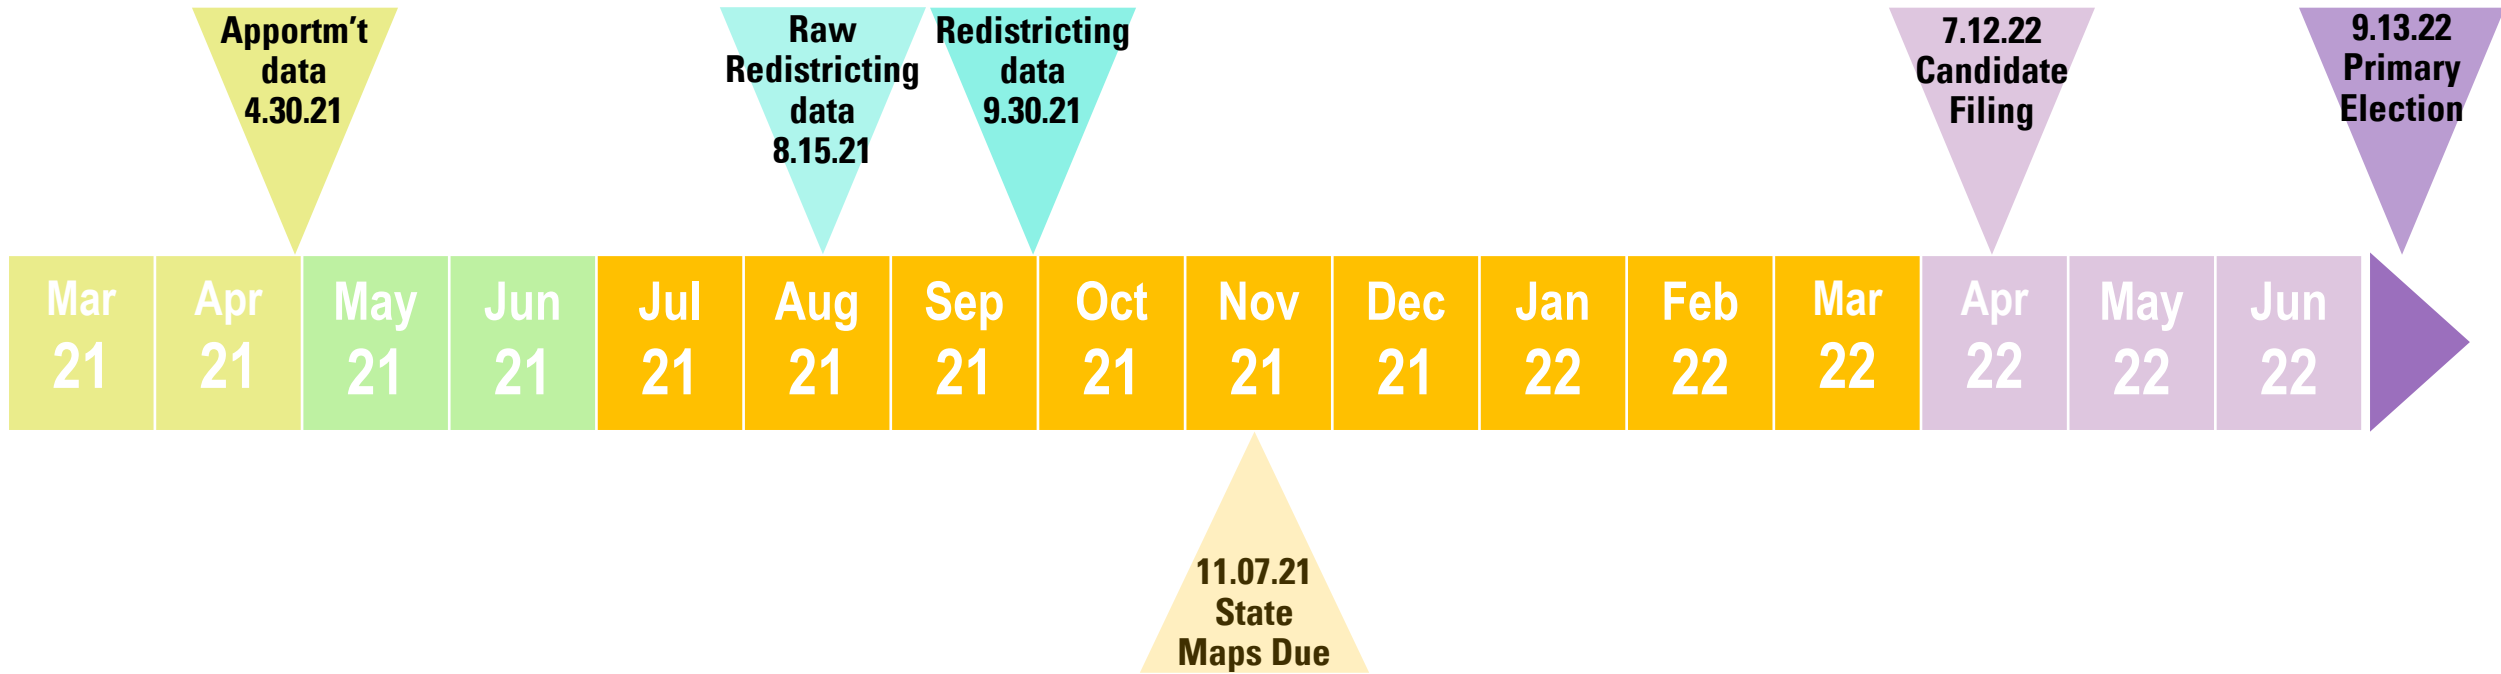 Apportm't
data
4.30.21
Raw
Redistricting
data
8.15.21
Redistricting
data
9.30.21
7.12.22
Candidate
Filing
9.13.22
Primary
Election
Mar
21
Apr
21
May
21
Jun
21
Jul
21
Aug
21
Sep
21
Oct
21
Nov
21
Dec
21
Jan
22
Feb
22
Mar
22
Apr
22
May
22
Jun
22
11.07.21
State
Maps Due